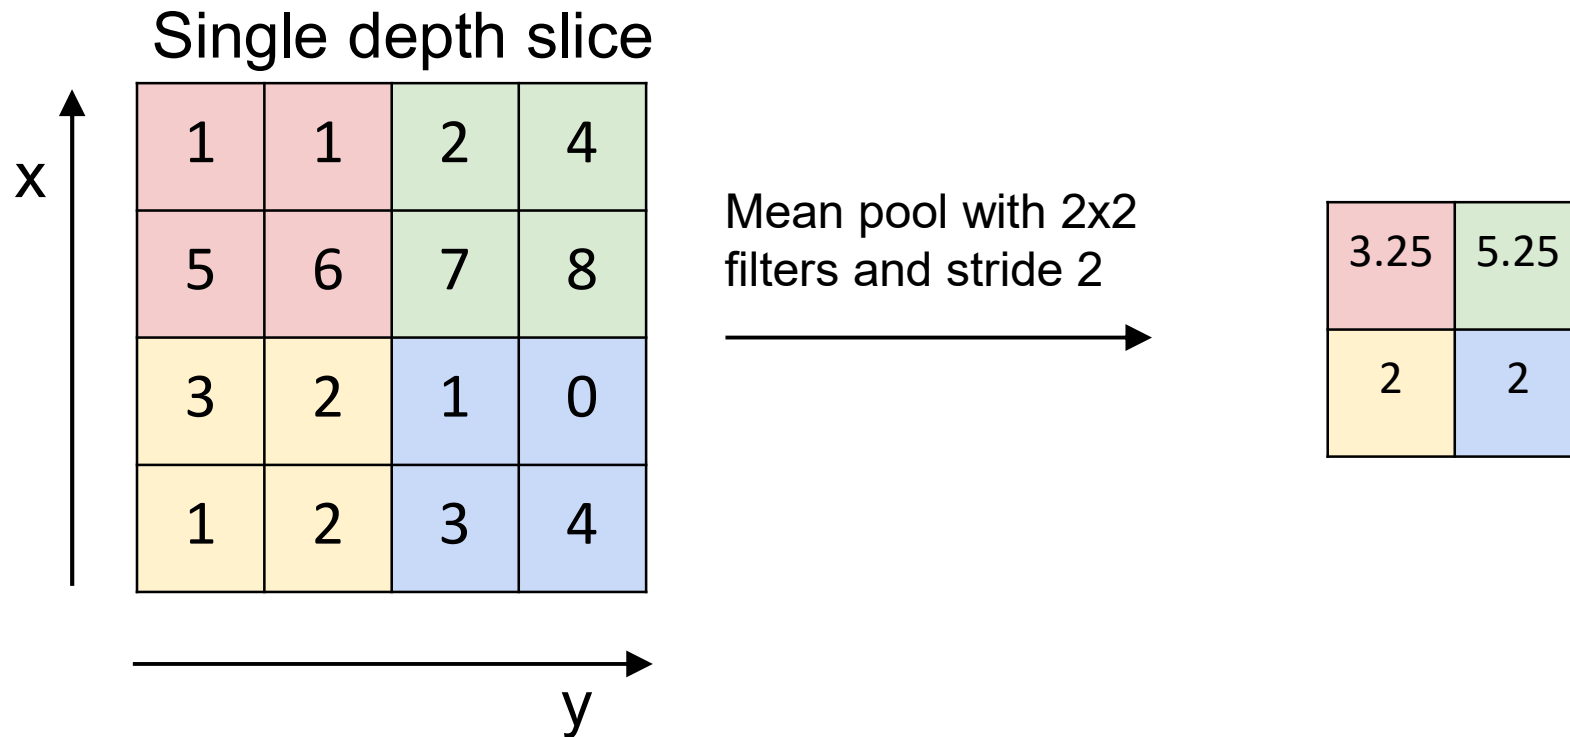 Single depth slice
x
1 1 2 4
5 6 7 8
3 2 1 0
1 2 3 4
y
Mean pool with 2x2
filters and stride 2
3.25 5.25
2 2